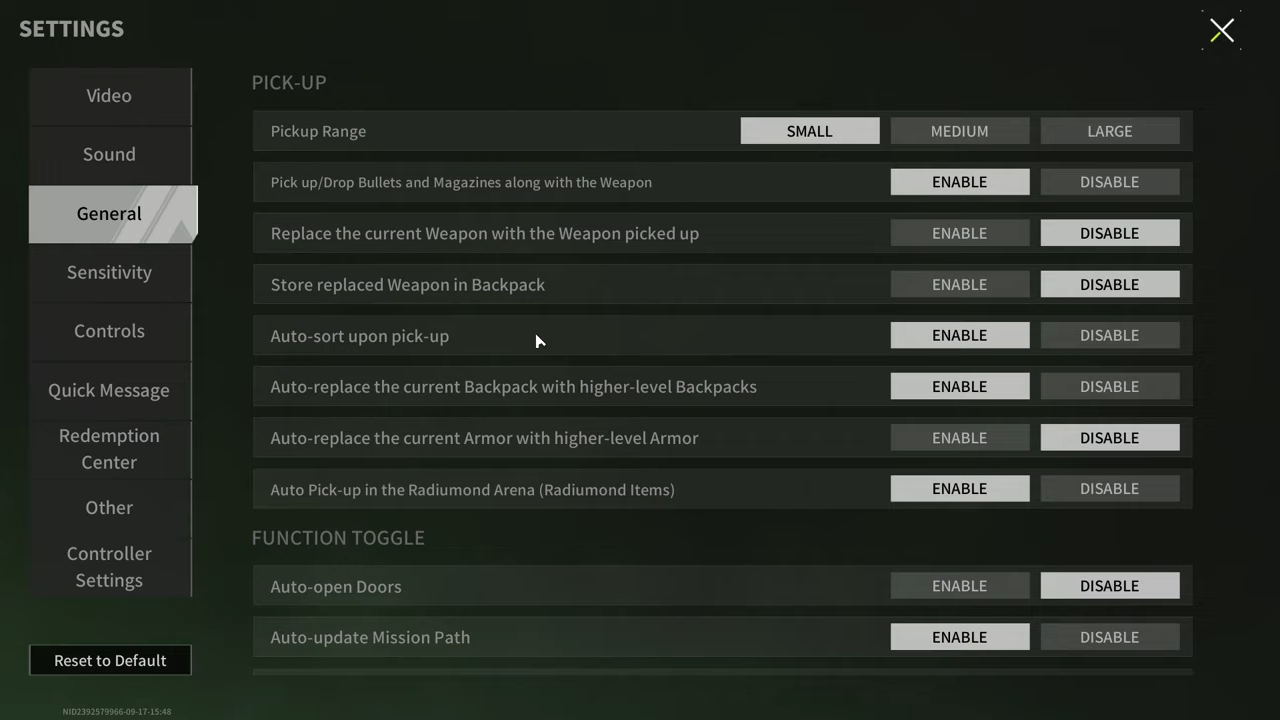 SETTINGS
Video
Sound
General
Sensitivity
Controls
Quick Message
Redemption
Center
Other
Controller
Settings
Reset to Default
NID2392579966-09-17-15:48
PICK-UP
Pickup Range SMALL MEDIUM LARGE
Pick up/Drop Bullets and Magazines along with the Weapon ENABLE DISABLE
Replace the current Weapon with the Weapon picked up ENABLE DISABLE
Store replaced Weapon in Backpack ENABLE DISABLE
Auto-sort upon pick-up ENABLE DISABLE
Auto-replace the current Backpack with higher-level Backpacks ENABLE DISABLE
Auto-replace the current Armor with higher-level Armor ENABLE DISABLE
Auto Pick-up in the Radiumond Arena (Radiumond Items) ENABLE DISABLE
FUNCTION TOGGLE
Auto-open Doors ENABLE DISABLE
Auto-update Mission Path ENABLE DISABLE